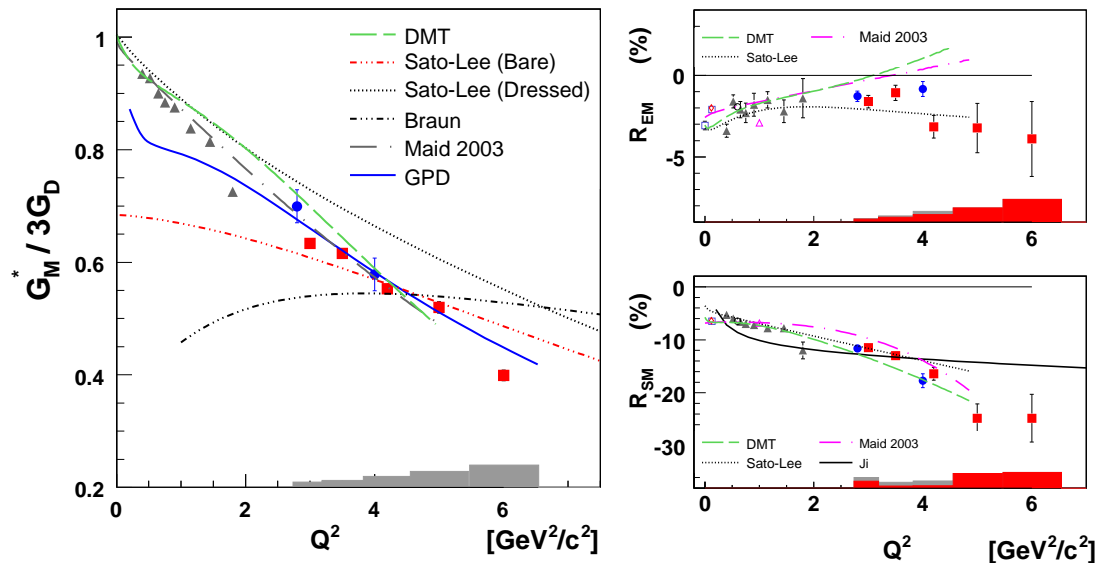 G*M / 3GD
1
0.8
0.6
0.4
0.2
0
2
4
6
Q2
[GeV2/c2]
DMT
Sato-Lee (Bare)
Sato-Lee (Dressed)
Braun
Maid 2003
GPD
REM (%)
0
-5
DMT
Maid 2003
Sato-Lee
0
2
4
6
RSM (%)
0
-10
-20
-30
DMT
Maid 2003
Sato-Lee
Ji
0
2
4
6
Q2
[GeV2/c2]